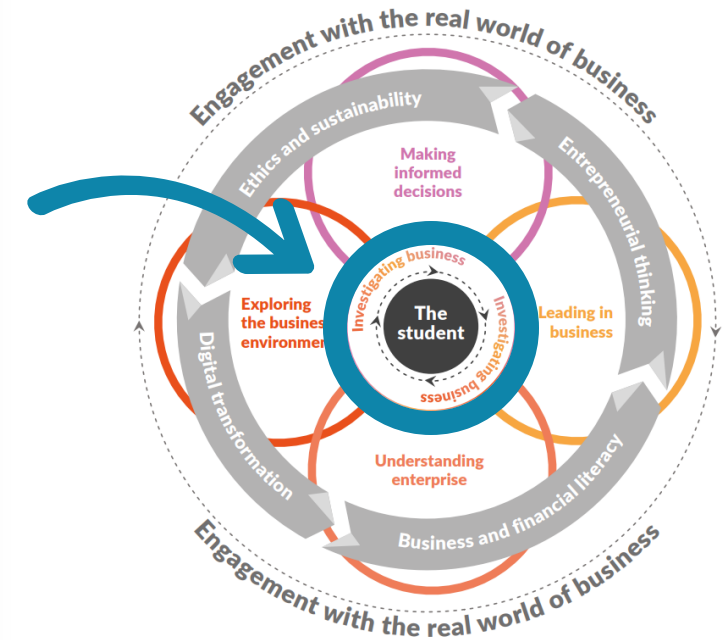 Engagement with the real world of business
Ethics and sustainability
Entrepreneurial thinking
Making
informed
decisions
Investigating business
Exploring
the busines
environmen
The
student
Investigating business
Leading in
business
Digital transformation
Understanding
enterprise
Business and financial literacy
Engagement with the real world of business